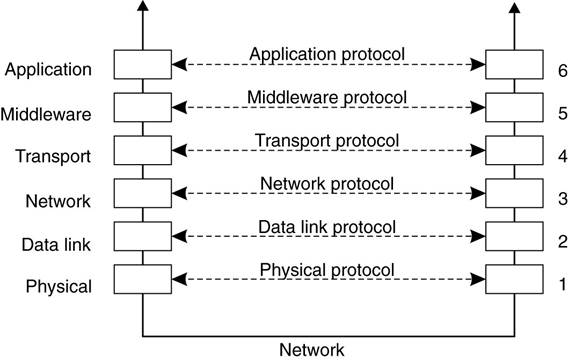 Application Application protocol 6
Middleware Middleware protocol 5
Transport Transport protocol 4
Network Network protocol 3
Data link Data link protocol 2
Physical Physical protocol 1
Network